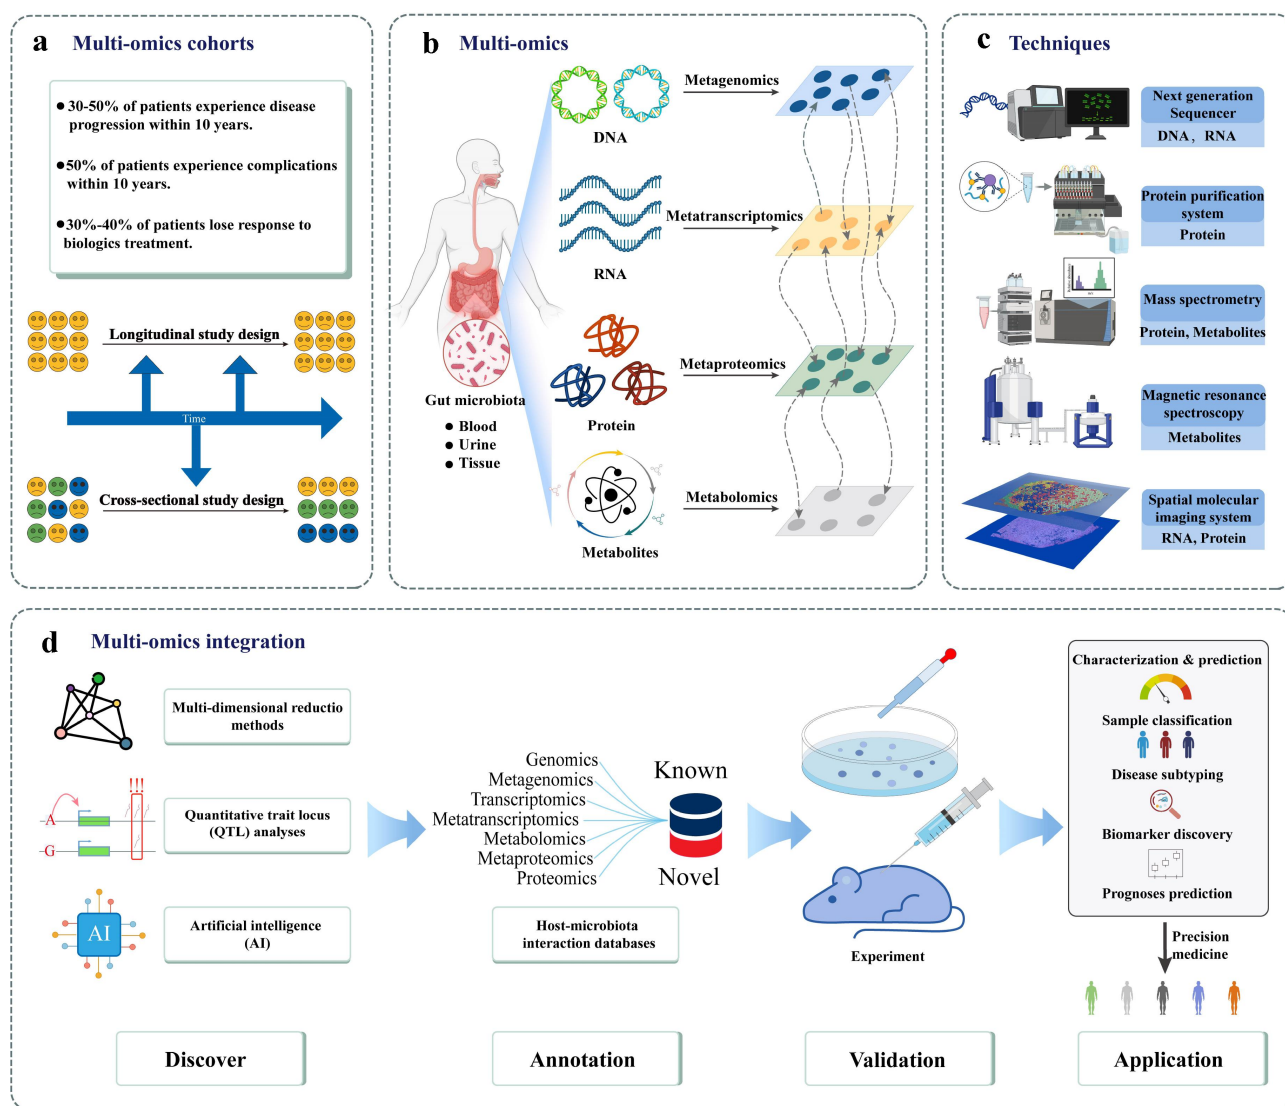 a Multi-omics cohorts
● 30-50% of patients experience disease
progression within 10 years.
● 50% of patients experience complications
within 10 years.
● 30%-40% of patients lose response to
biologics treatment.
Longitudinal study design
Time
Cross-sectional study design
b Multi-omics
DNA
Metagenomics
RNA
Metatranscriptomics
Gut microbiota
● Blood
● Urine
● Tissue
Protein
Metaproteomics
Metabolites
Metabolomics
c Techniques
Next generation
Sequencer
DNA, RNA
Protein purification
system
Protein
Mass spectrometry
Protein, Metabolites
Magnetic resonance
spectroscopy
Metabolites
Spatial molecular
imaging system
RNA, Protein
d Multi-omics integration
Multi-dimensional reductio
methods
!!!
A
G
Quantitative trait locus
(QTL) analyses
AI
Artificial intelligence
(AI)
Genomics
Metagenomics
Transcriptomics
Metatranscriptomics
Metabolomics
Metaproteomics
Proteomics
Known
Novel
Host-microbiota
interaction databases
Experiment
Characterization & prediction
Sample classification
Disease subtyping
Biomarker discovery
Prognoses prediction
Precision
medicine
Discover
Annotation
Validation
Application